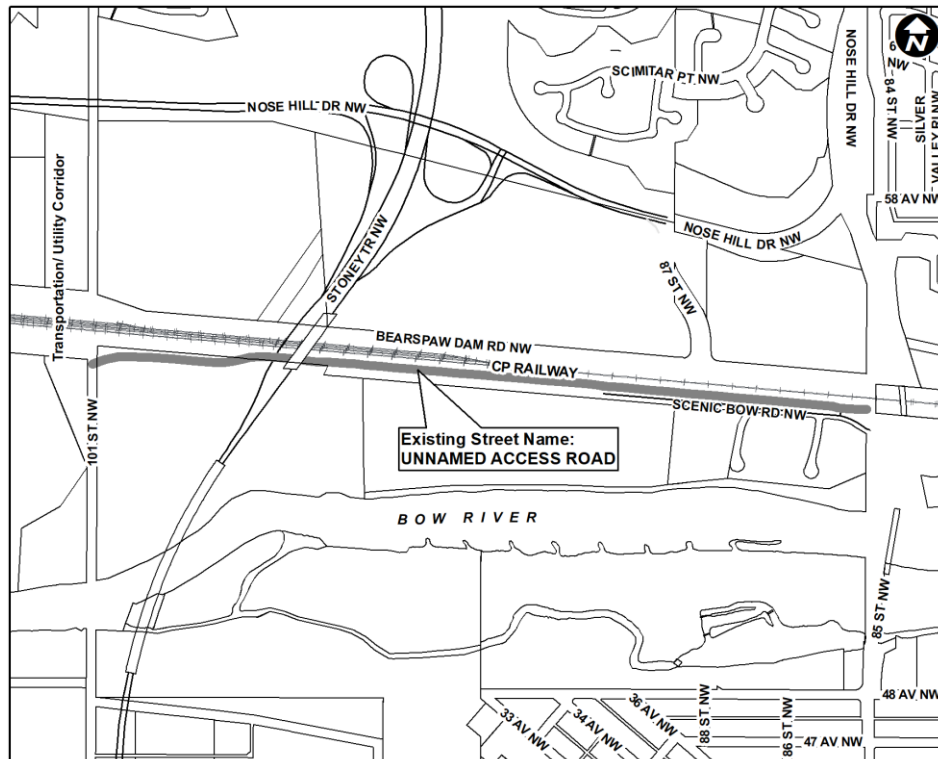 N
SCIMITAR PT NW
NOSE HILL DR NW
NOSE HILL DR NW
6
NW
84 ST NW
SILVER
VALLEY RI NW
58 AV NW
NOSE HILL DR NW
Transportation/ Utility Corridor
STONEY TR NW
87 ST NW
BEARSPAW DAM RD NW
CP RAILWAY
SCENIC BOW RD NW
101 ST NW
Existing Street Name:
UNNAMED ACCESS ROAD
BOW RIVER
85 ST NW
33 AV NW
34 AV NW
36 AV NW
88 ST NW
86 ST NW
48 AV NW
47 AV NW